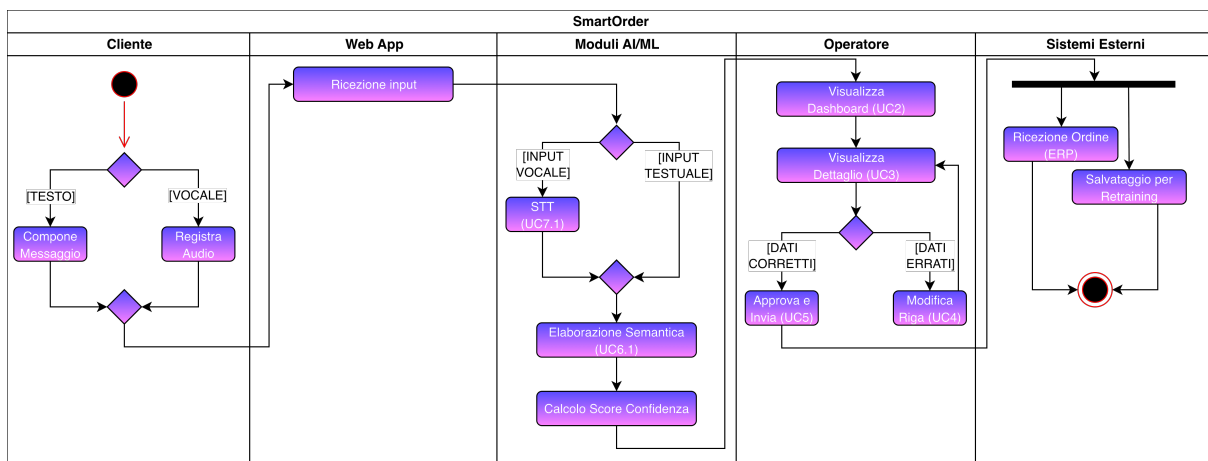 SmartOrder
Cliente
Web App
Moduli AI/ML
Operatore
Sistemi Esterni
[TESTO]
[VOCALE]
Compone
Messaggio
Registra
Audio
Ricezione input
[INPUT
VOCALE]
[INPUT
TESTUALE]
STT
(UC7.1)
Elaborazione Semantica
(UC6.1)
Calcolo Score Confidenza
Visualizza
Dashboard (UC2)
Visualizza
Dettaglio (UC3)
[DATI
CORRETTI]
[DATI
ERRATI]
Approva e
Invia (UC5)
Modifica
Riga (UC4)
Ricezione Ordine
(ERP)
Salvataggio per
Retraining